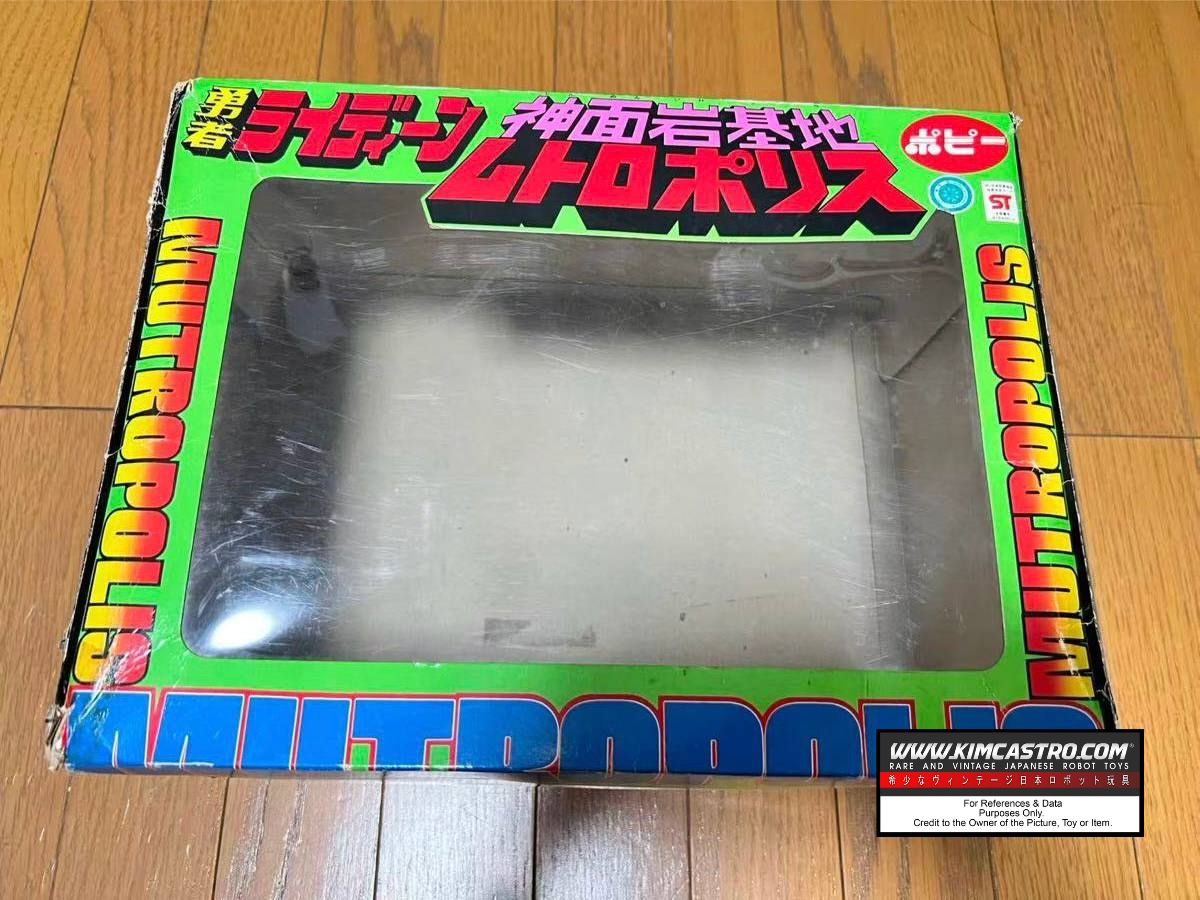 勇者
ライディーン
神面岩基地
ムトロポリス
ポピー
ST
MUTROPOLIS
MUTROPOLIS
MUTROPOLIS
WWW.KIMCASTRO.COM
RARE AND VINTAGE JAPANESE ROBOT TOYS
希少なヴィンテージ日本ロボット玩具
For References & Data
Purposes Only.
Credit to the Owner of the Picture, Toy or Item.